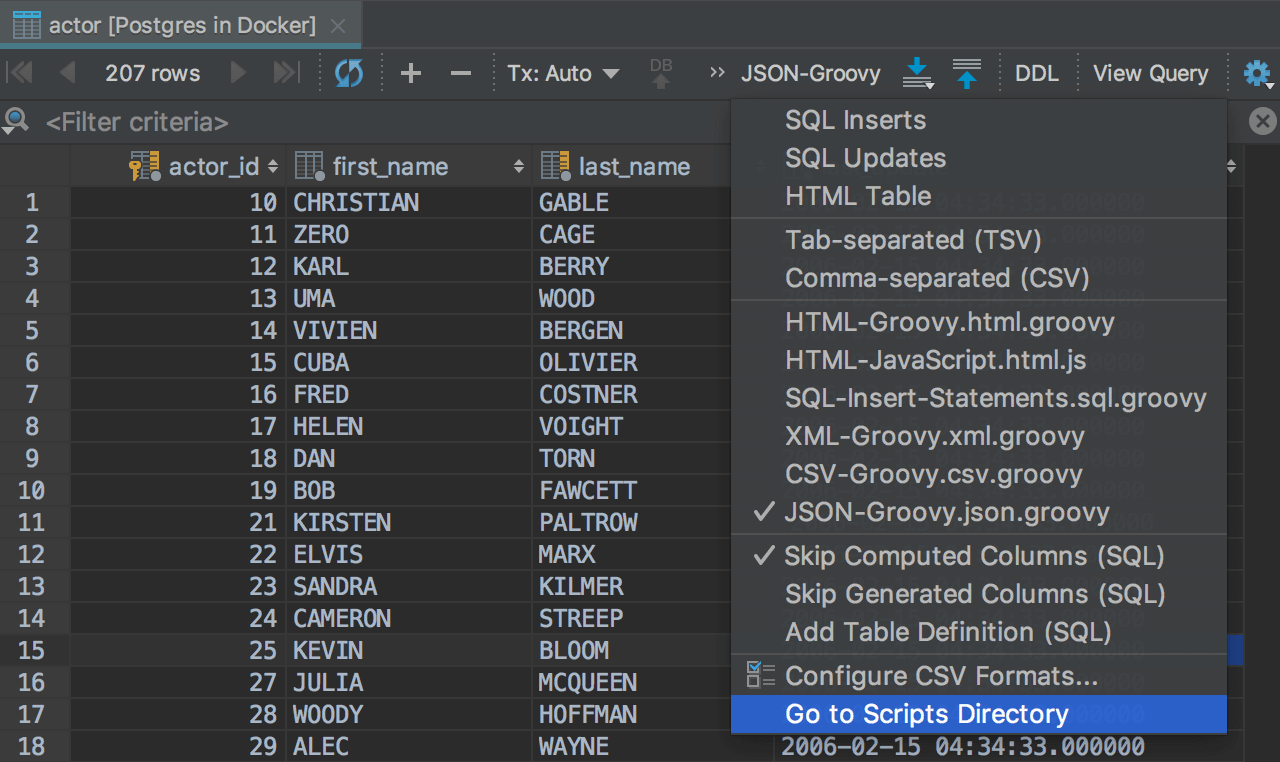 actor [Postgres in Docker]
207 rows Tx: Auto DB JSON-Groovy DDL View Query
<Filter criteria>
actor_id first_name last_name
1 10 CHRISTIAN GABLE
2 11 ZERO CAGE
3 12 KARL BERRY
4 13 UMA WOOD
5 14 VIVIEN BERGEN
6 15 CUBA OLIVIER
7 16 FRED COSTNER
8 17 HELEN VOIGHT
9 18 DAN TORN
10 19 BOB FAWCETT
11 21 KIRSTEN PALTROW
12 22 ELVIS MARX
13 23 SANDRA KILMER
14 24 CAMERON STREEP
15 25 KEVIN BLOOM
16 27 JULIA MCQUEEN
17 28 WOODY HOFFMAN
18 29 ALEC WAYNE 2006-02-15 04:34:33.000000
SQL Inserts
SQL Updates
HTML Table
Tab-separated (TSV)
Comma-separated (CSV)
HTML-Groovy.html.groovy
HTML-JavaScript.html.js
SQL-Insert-Statements.sql.groovy
XML-Groovy.xml.groovy
CSV-Groovy.csv.groovy
JSON-Groovy.json.groovy
Skip Computed Columns (SQL)
Skip Generated Columns (SQL)
Add Table Definition (SQL)
Configure CSV Formats...
Go to Scripts Directory